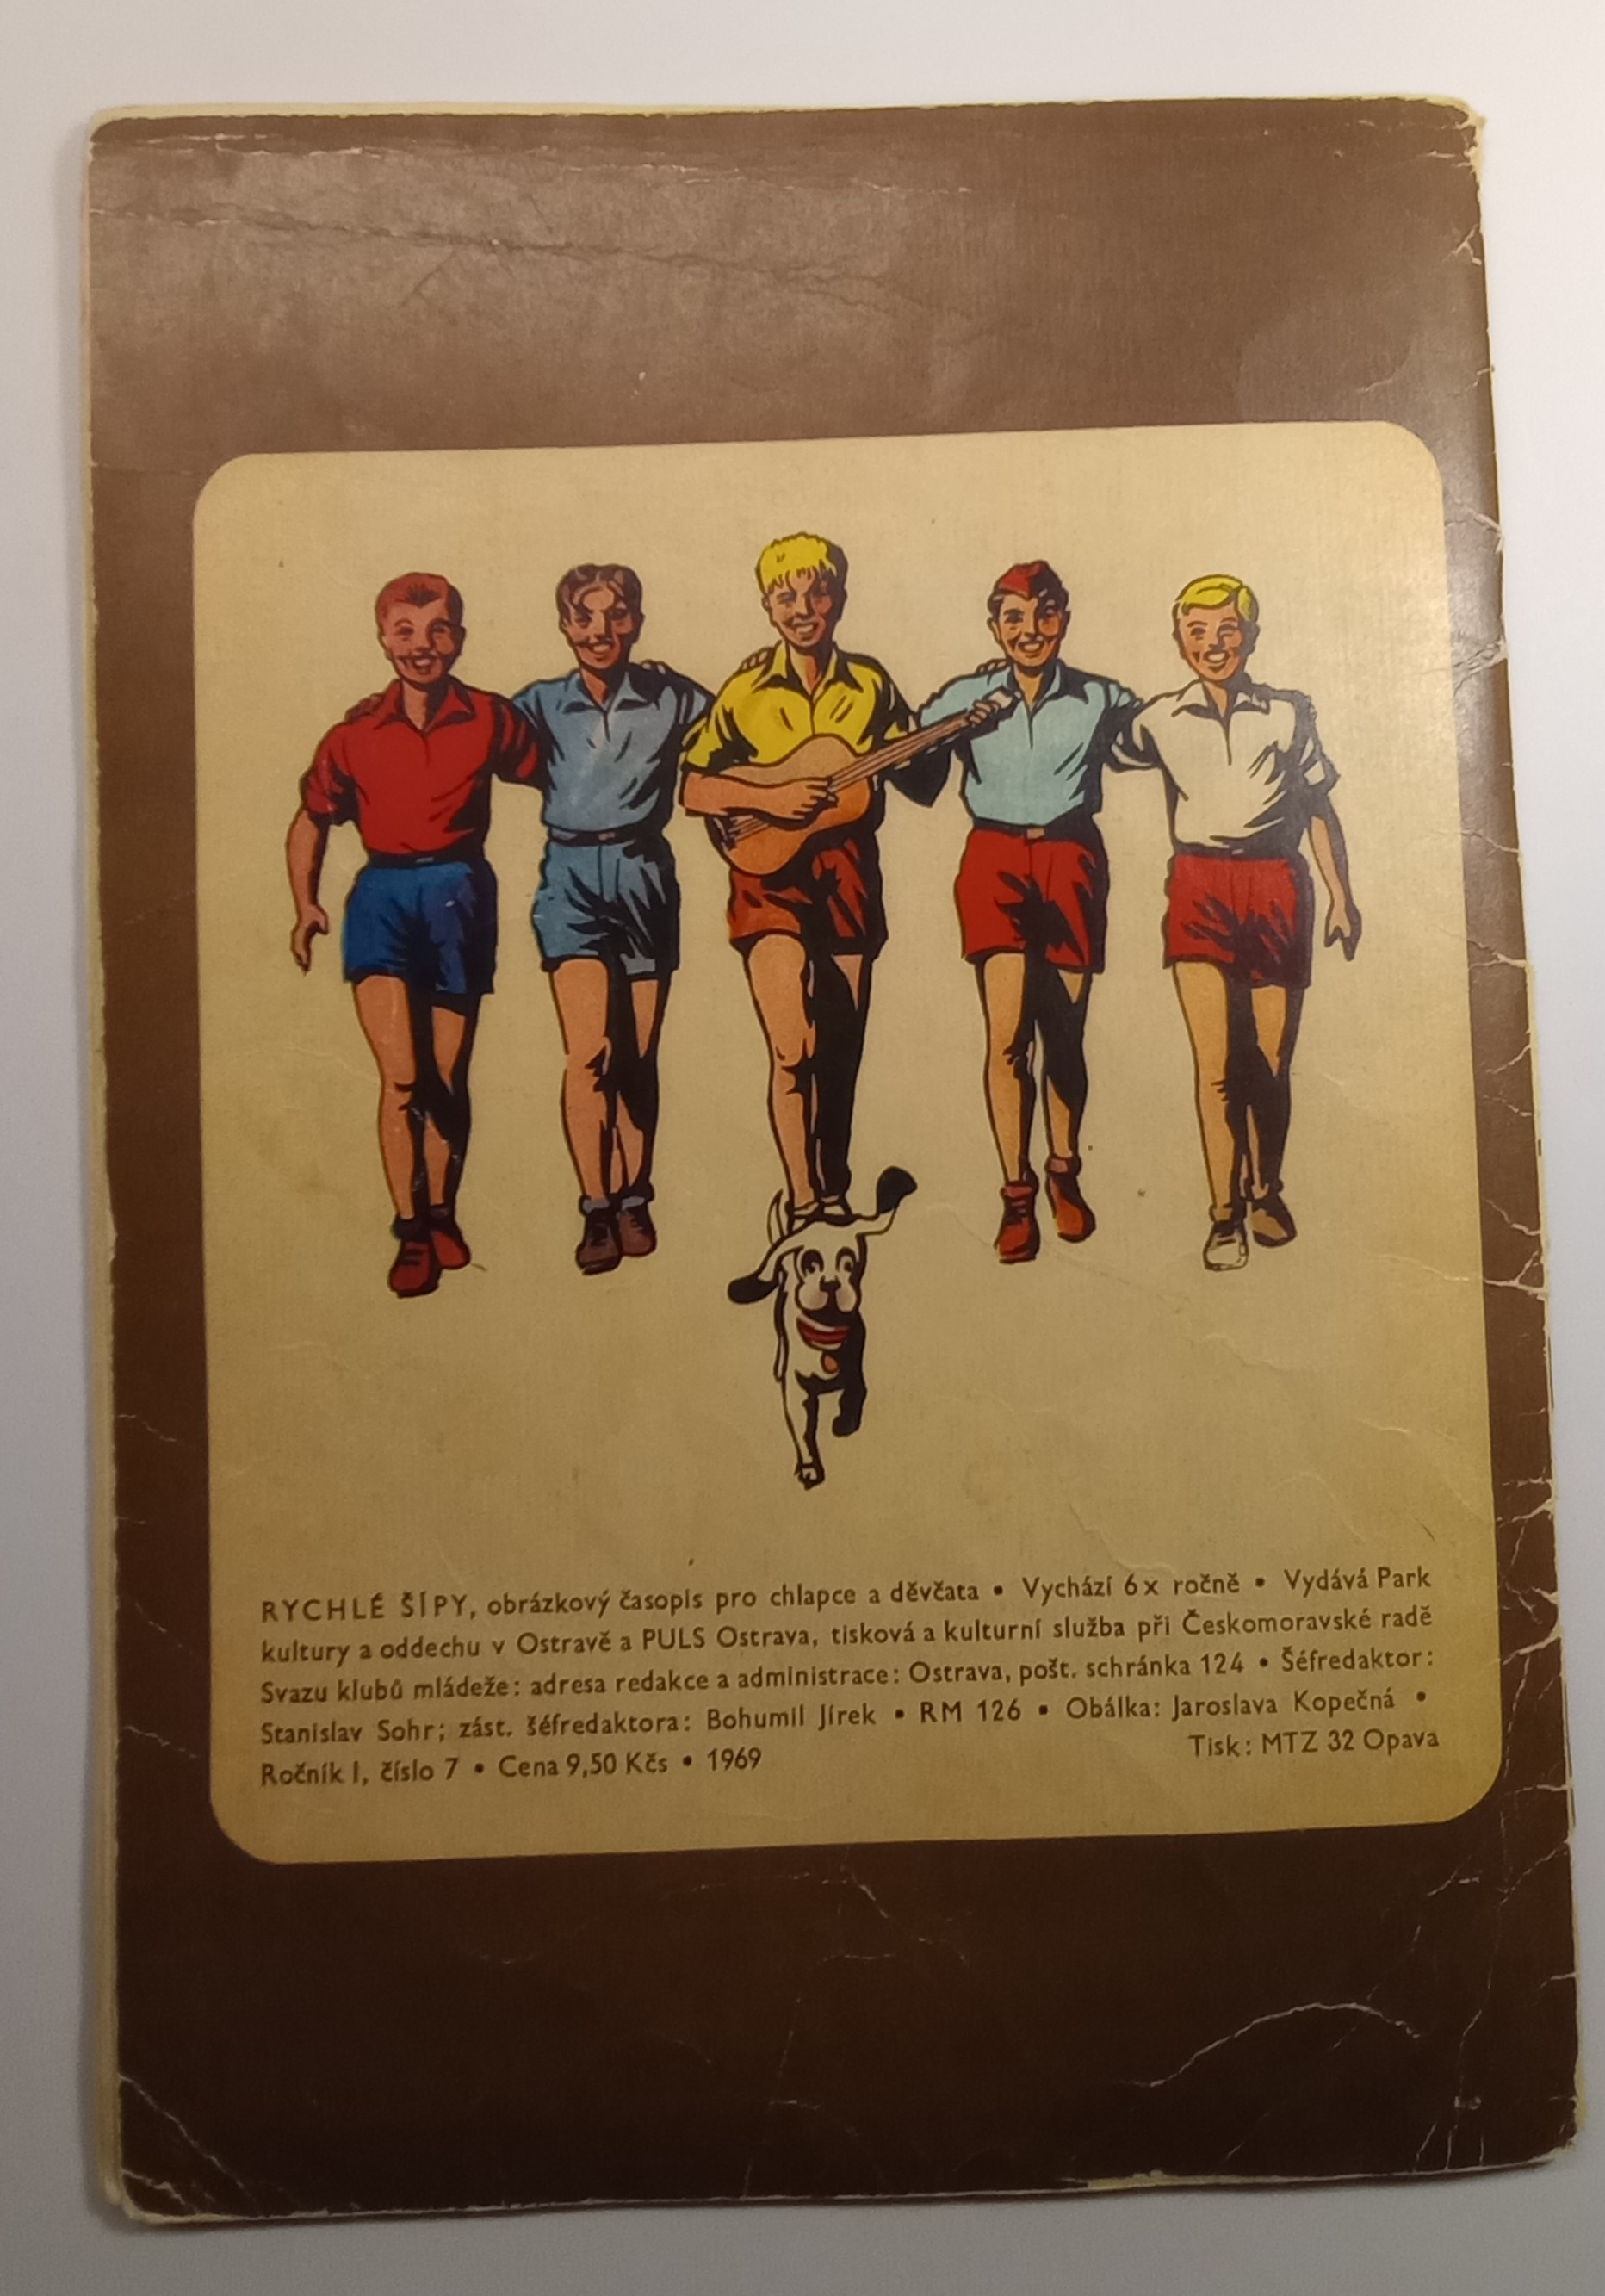 RYCHLÉ ŠÍPY, obrázkový časopis pro chlapce a děvčata • Vychází 6x ročně • Vydává Park
kultury a oddechu v Ostravě a PULS Ostrava, tisková a kulturní služba při Českomoravské radě
Svazu klubů mládeže: adresa redakce a administrace: Ostrava, pošt. schránka 124 • Šéfredaktor:
Stanislav Sohr; zást. šéfredaktora: Bohumil Jírek • RM 126 • Obálka: Jaroslava Kopečná •
Ročník I, číslo 7 • Cena 9,50 Kčs • 1969 Tisk: MTZ 32 Opava